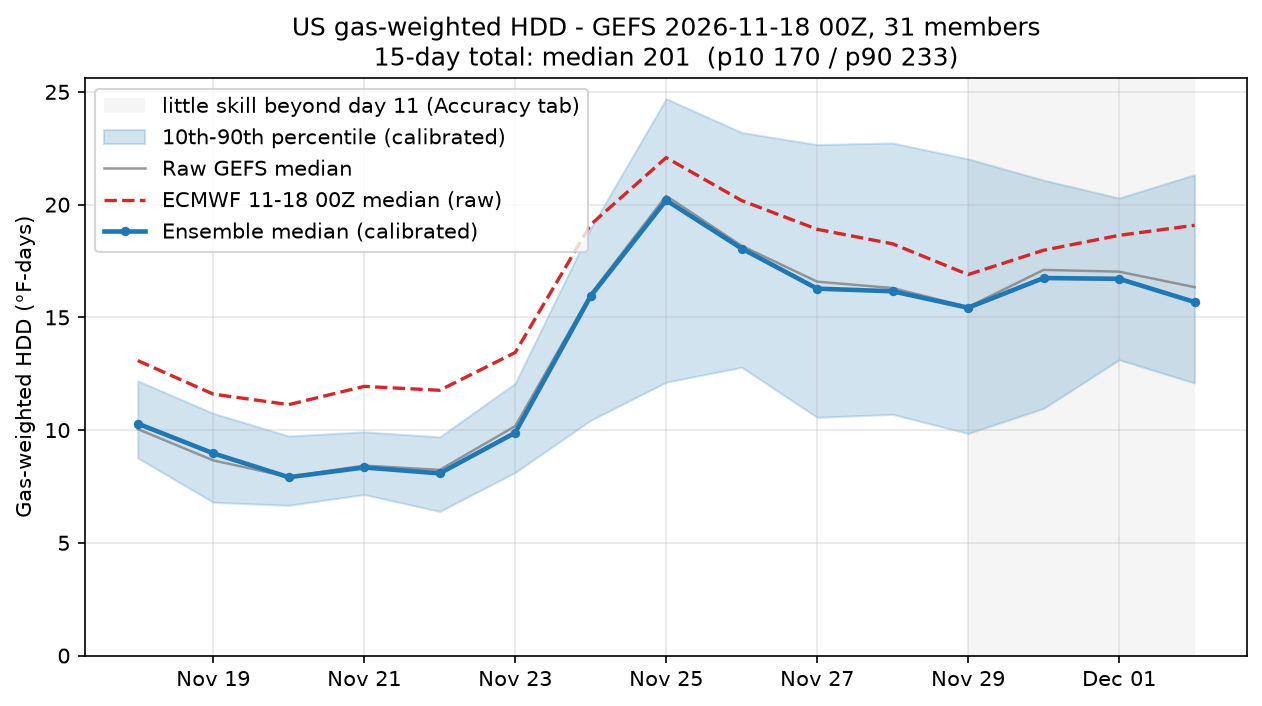 US gas-weighted HDD - GEFS 2026-11-18 00Z, 31 members
15-day total: median 201  (p10 170 / p90 233)
little skill beyond day 11 (Accuracy tab)
10th-90th percentile (calibrated)
Raw GEFS median
ECMWF 11-18 00Z median (raw)
Ensemble median (calibrated)
Gas-weighted HDD (°F-days)
25
20
15
10
5
0
Nov 19
Nov 21
Nov 23
Nov 25
Nov 27
Nov 29
Dec 01